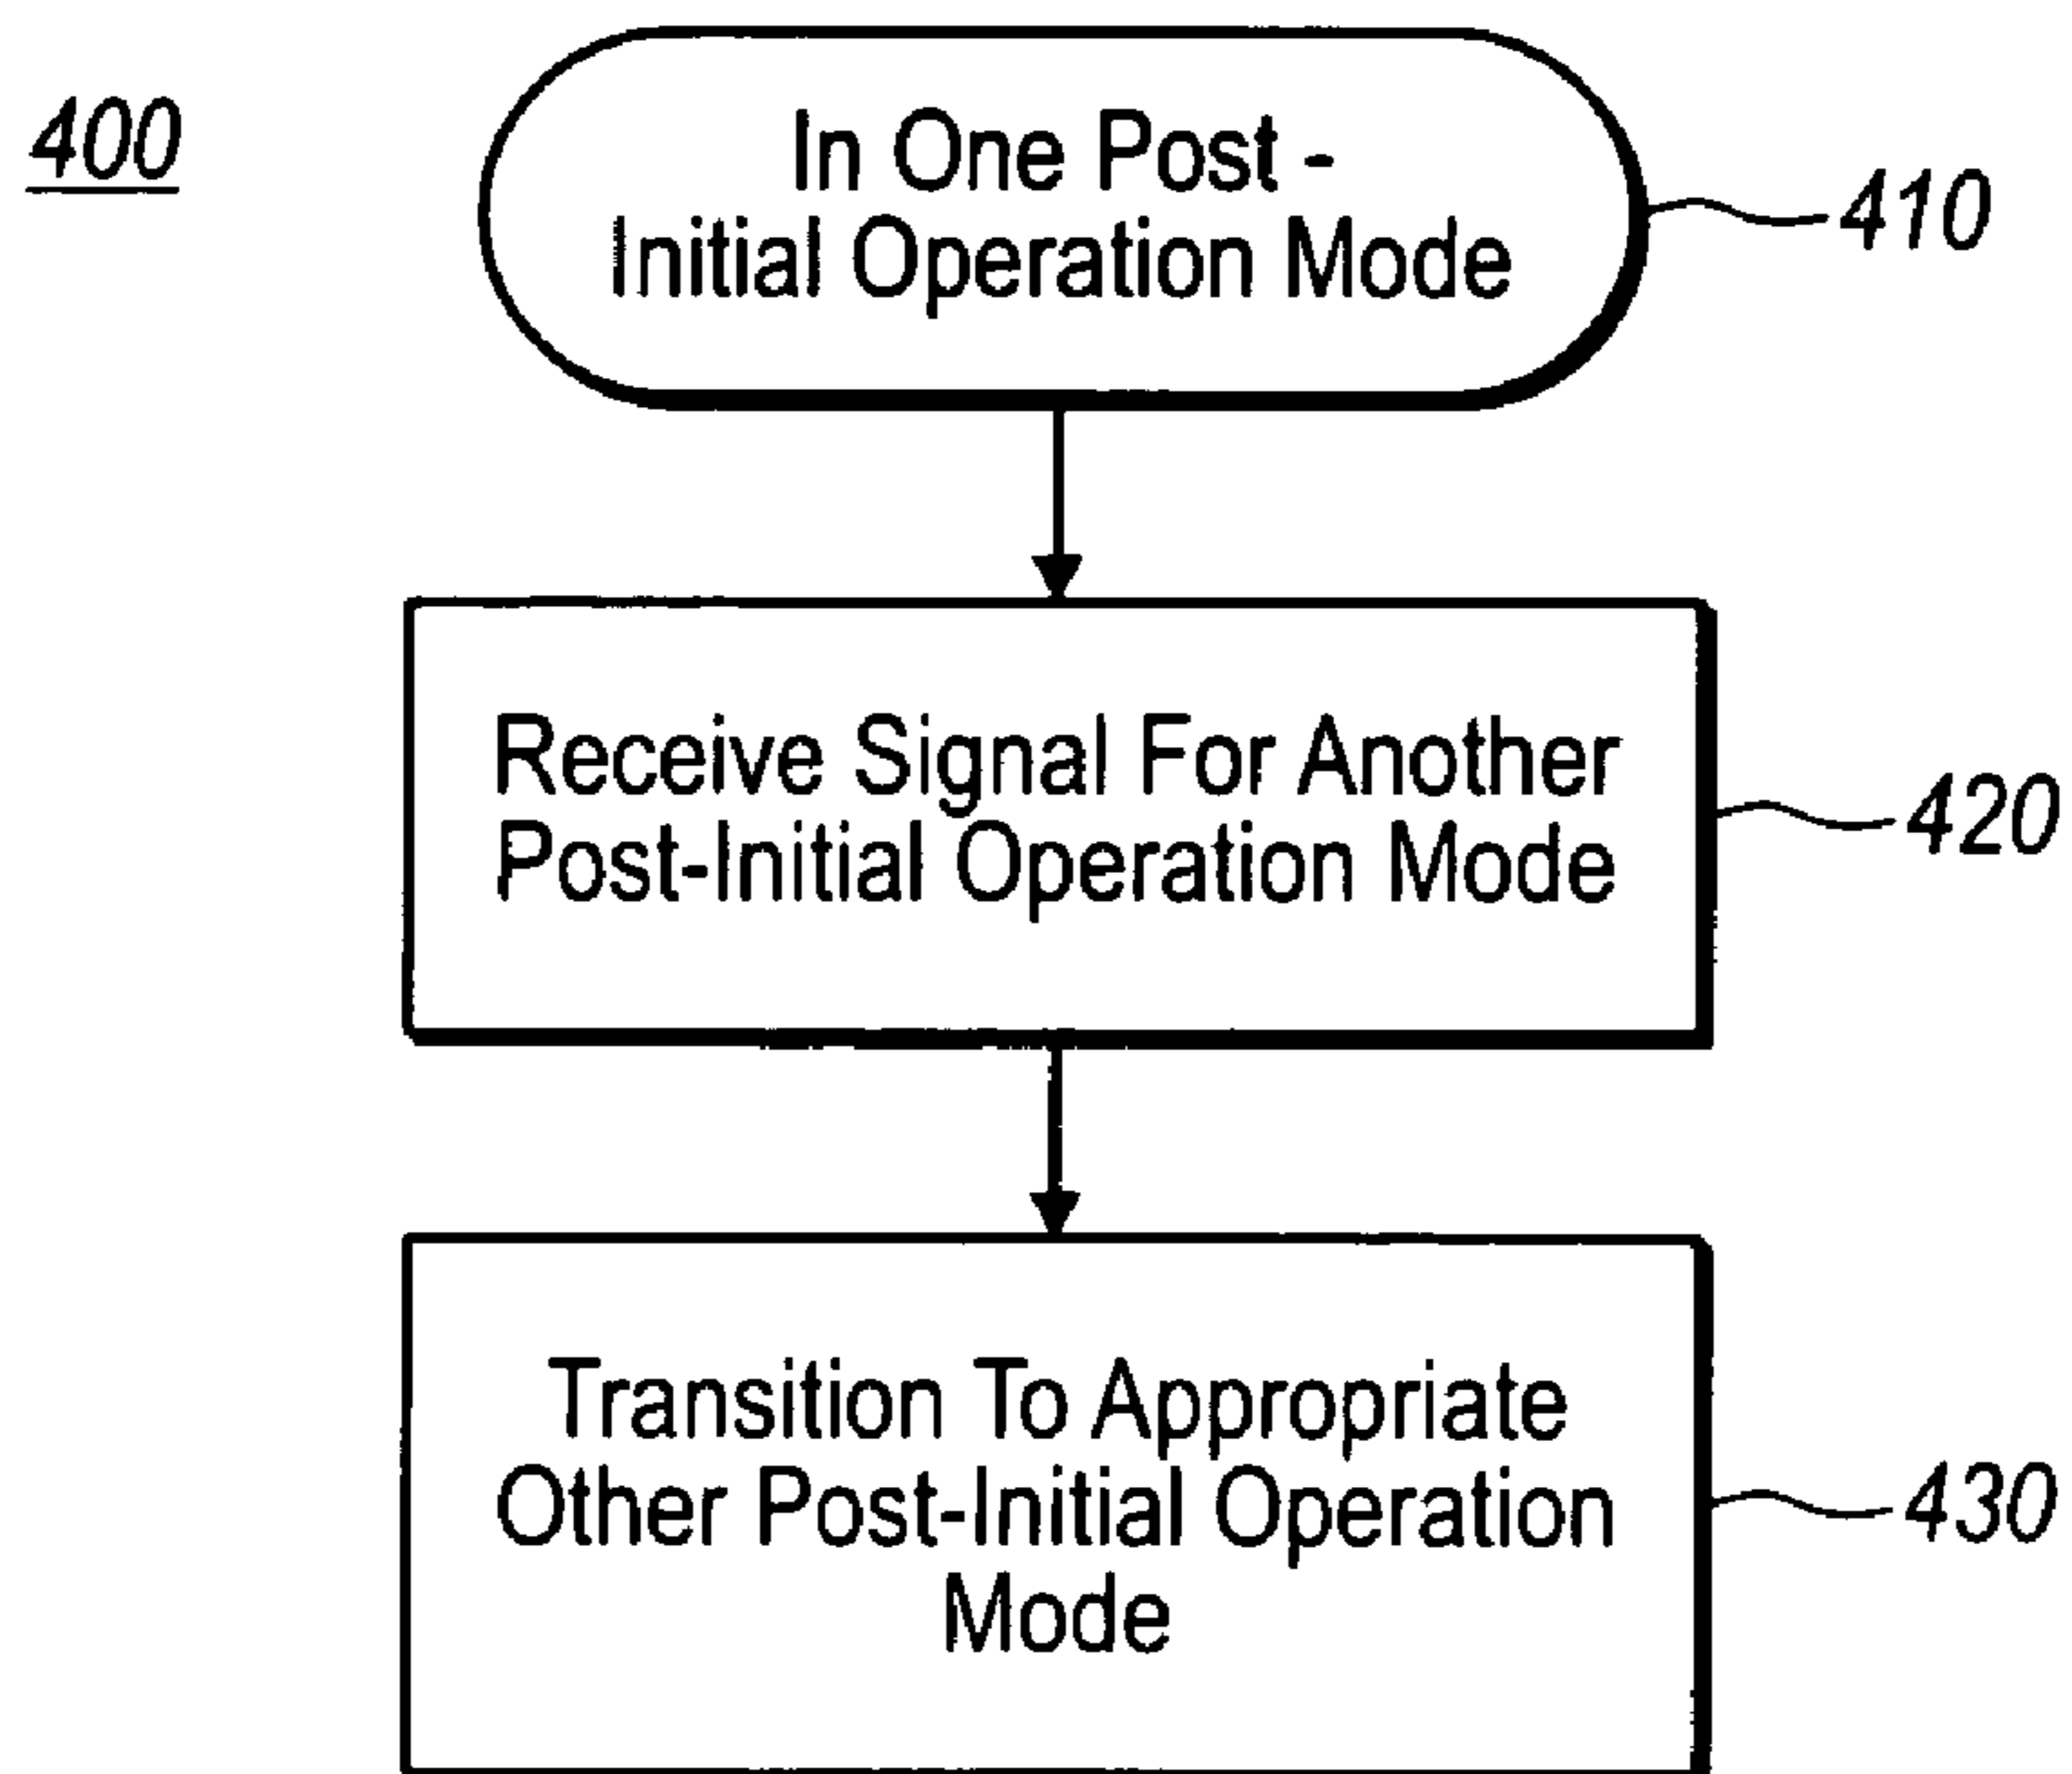 400
In One Post -
Initial Operation Mode
410
Receive Signal For Another
Post-Initial Operation Mode
420
Transition To Appropriate
Other Post-Initial Operation
Mode
430